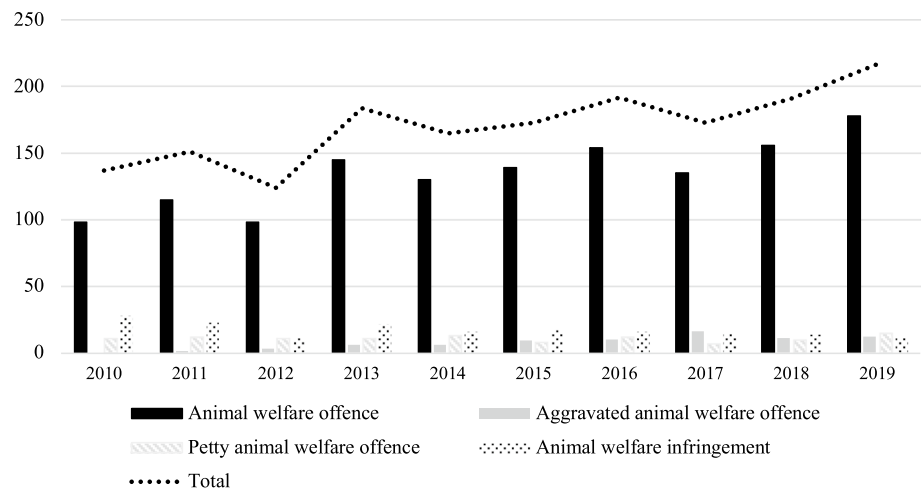 250
200
150
100
50
0
2010 2011 2012 2013 2014 2015 2016 2017 2018 2019
Animal welfare offence Aggravated animal welfare offence
Petty animal welfare offence Animal welfare infringement
Total